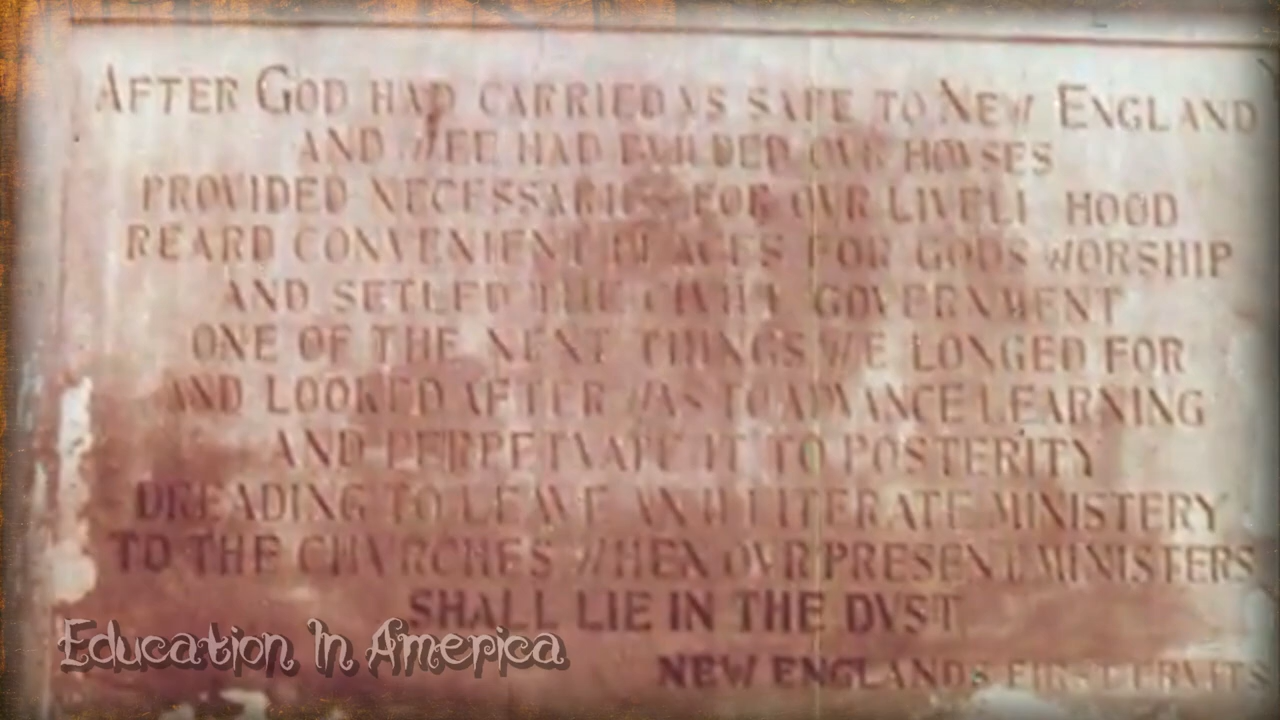 AFTER GOD HAD CARRIED VS SAFE TO NEW ENGLAND
AND WEE HAD BVILDED OVR HOVSES
PROVIDED NECESSARIES FOR OVR LIVELI HOOD
REARD CONVENIENT PLACES FOR GODS WORSHIP
AND SETLED THE CIVILL GOVERNMENT
ONE OF THE NEXT THINGS WE LONGED FOR
AND LOOKED AFTER WAS TO ADVANCE LEARNING
AND PERPETVATE IT TO POSTERITY
DREADING TO LEAVE AN ILLITERATE MINISTERY
TO THE CHVRCHES WHEN OVR PRESENT MINISTERS
SHALL LIE IN THE DVST
NEW ENGLANDS FIRST FRVITS
Education In America